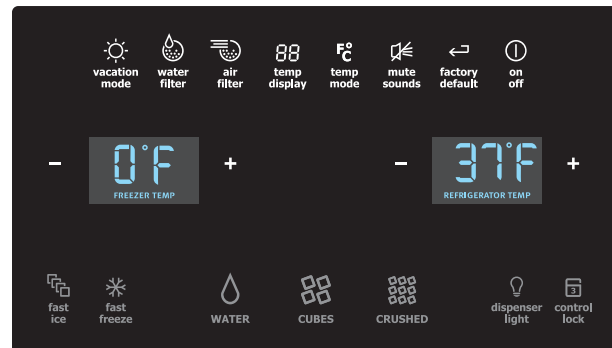 88 F°C
vacation mode
water filter
air filter
temp display
temp mode
mute sounds
factory default
on off
− 0°F + − 37°F +
FREEZER TEMP REFRIGERATOR TEMP
3
fast ice
fast freeze
WATER
CUBES
CRUSHED
dispenser light
control lock